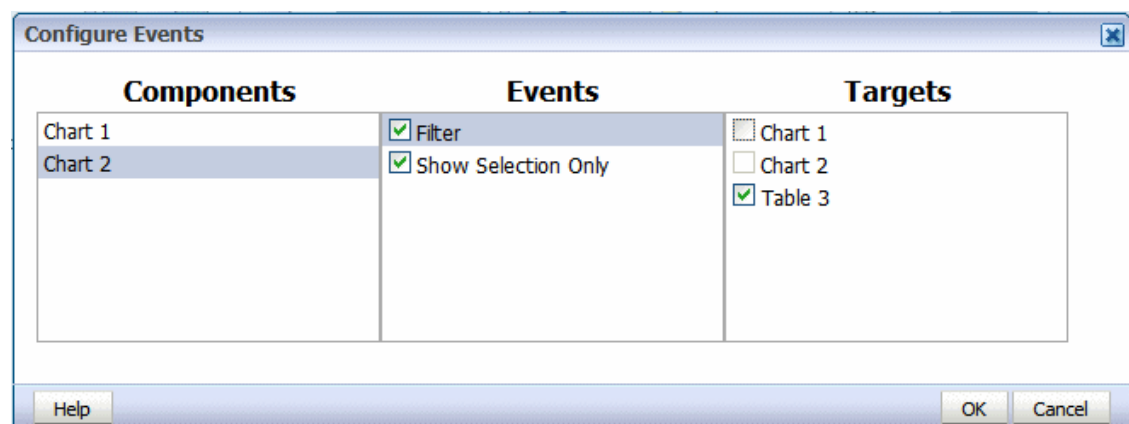 Configure Events
Components Events Targets
Chart 1 Filter Chart 1
Chart 2 Show Selection Only Chart 2
Table 3
Help OK Cancel